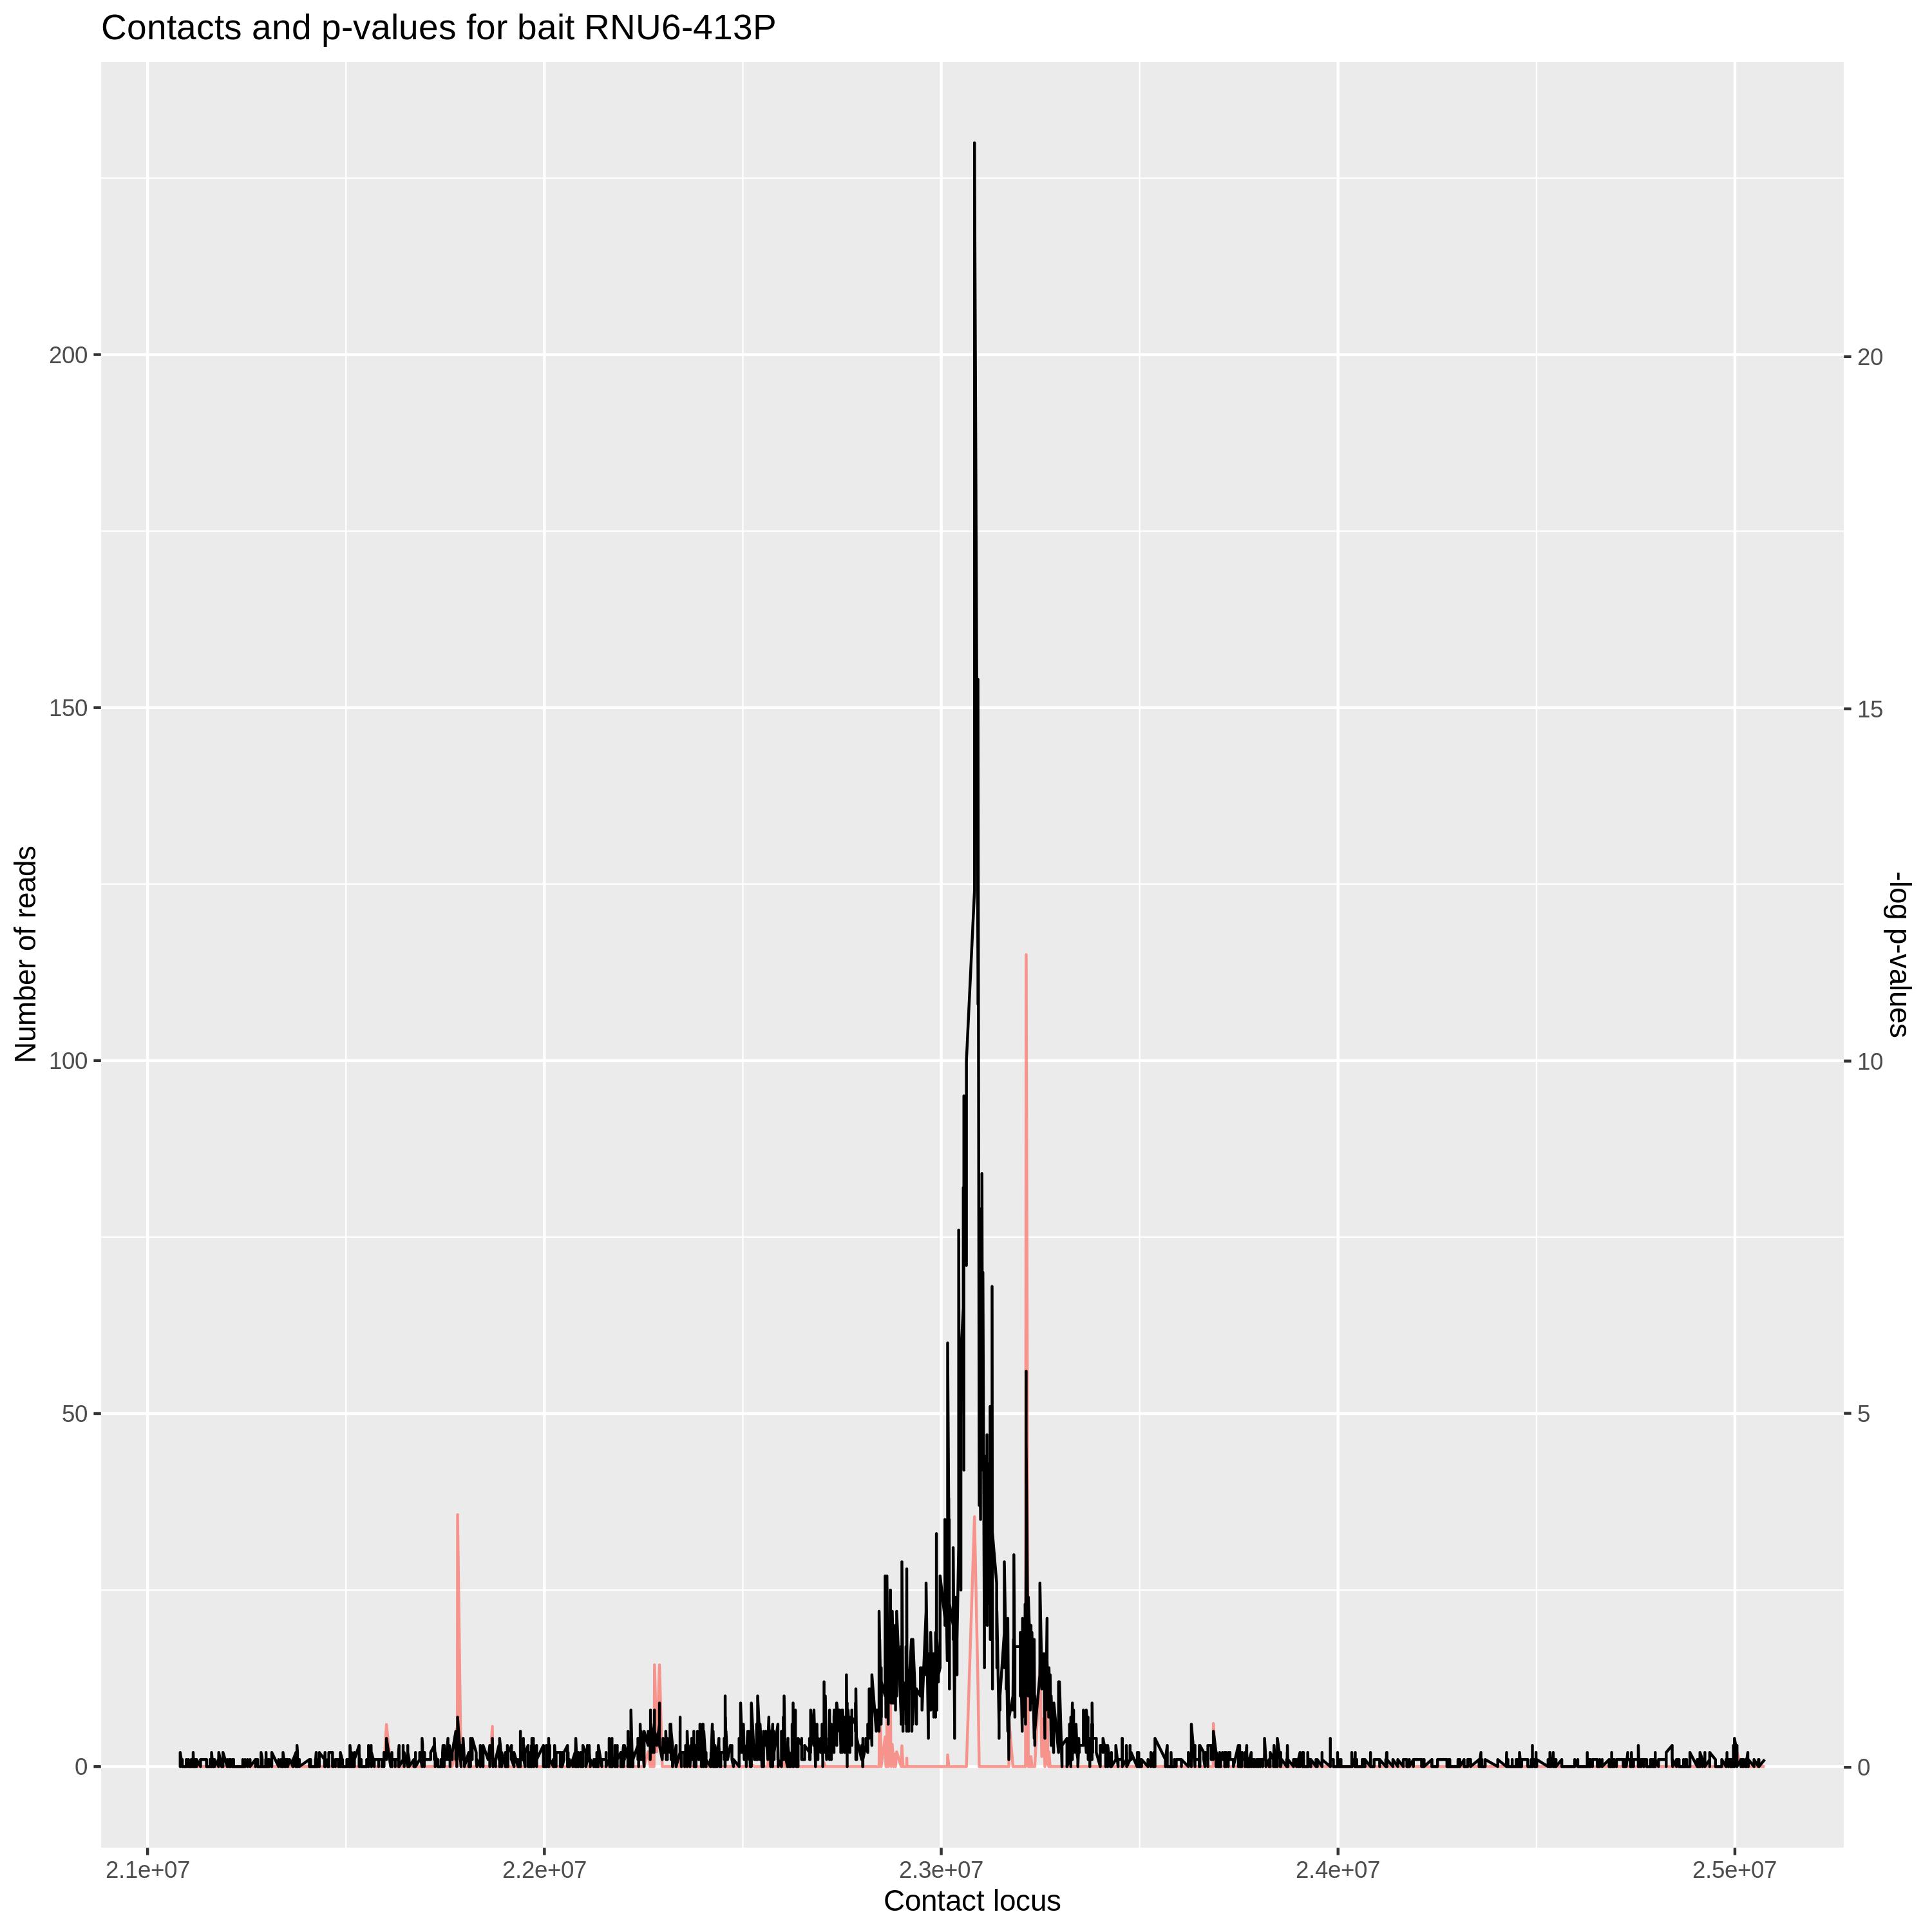 Contacts and p-values for bait RNU6-413P
200
150
100
50
0
Number of reads
20
15
10
5
0
-log p-values
2.1e+07
2.2e+07
2.3e+07
2.4e+07
2.5e+07
Contact locus